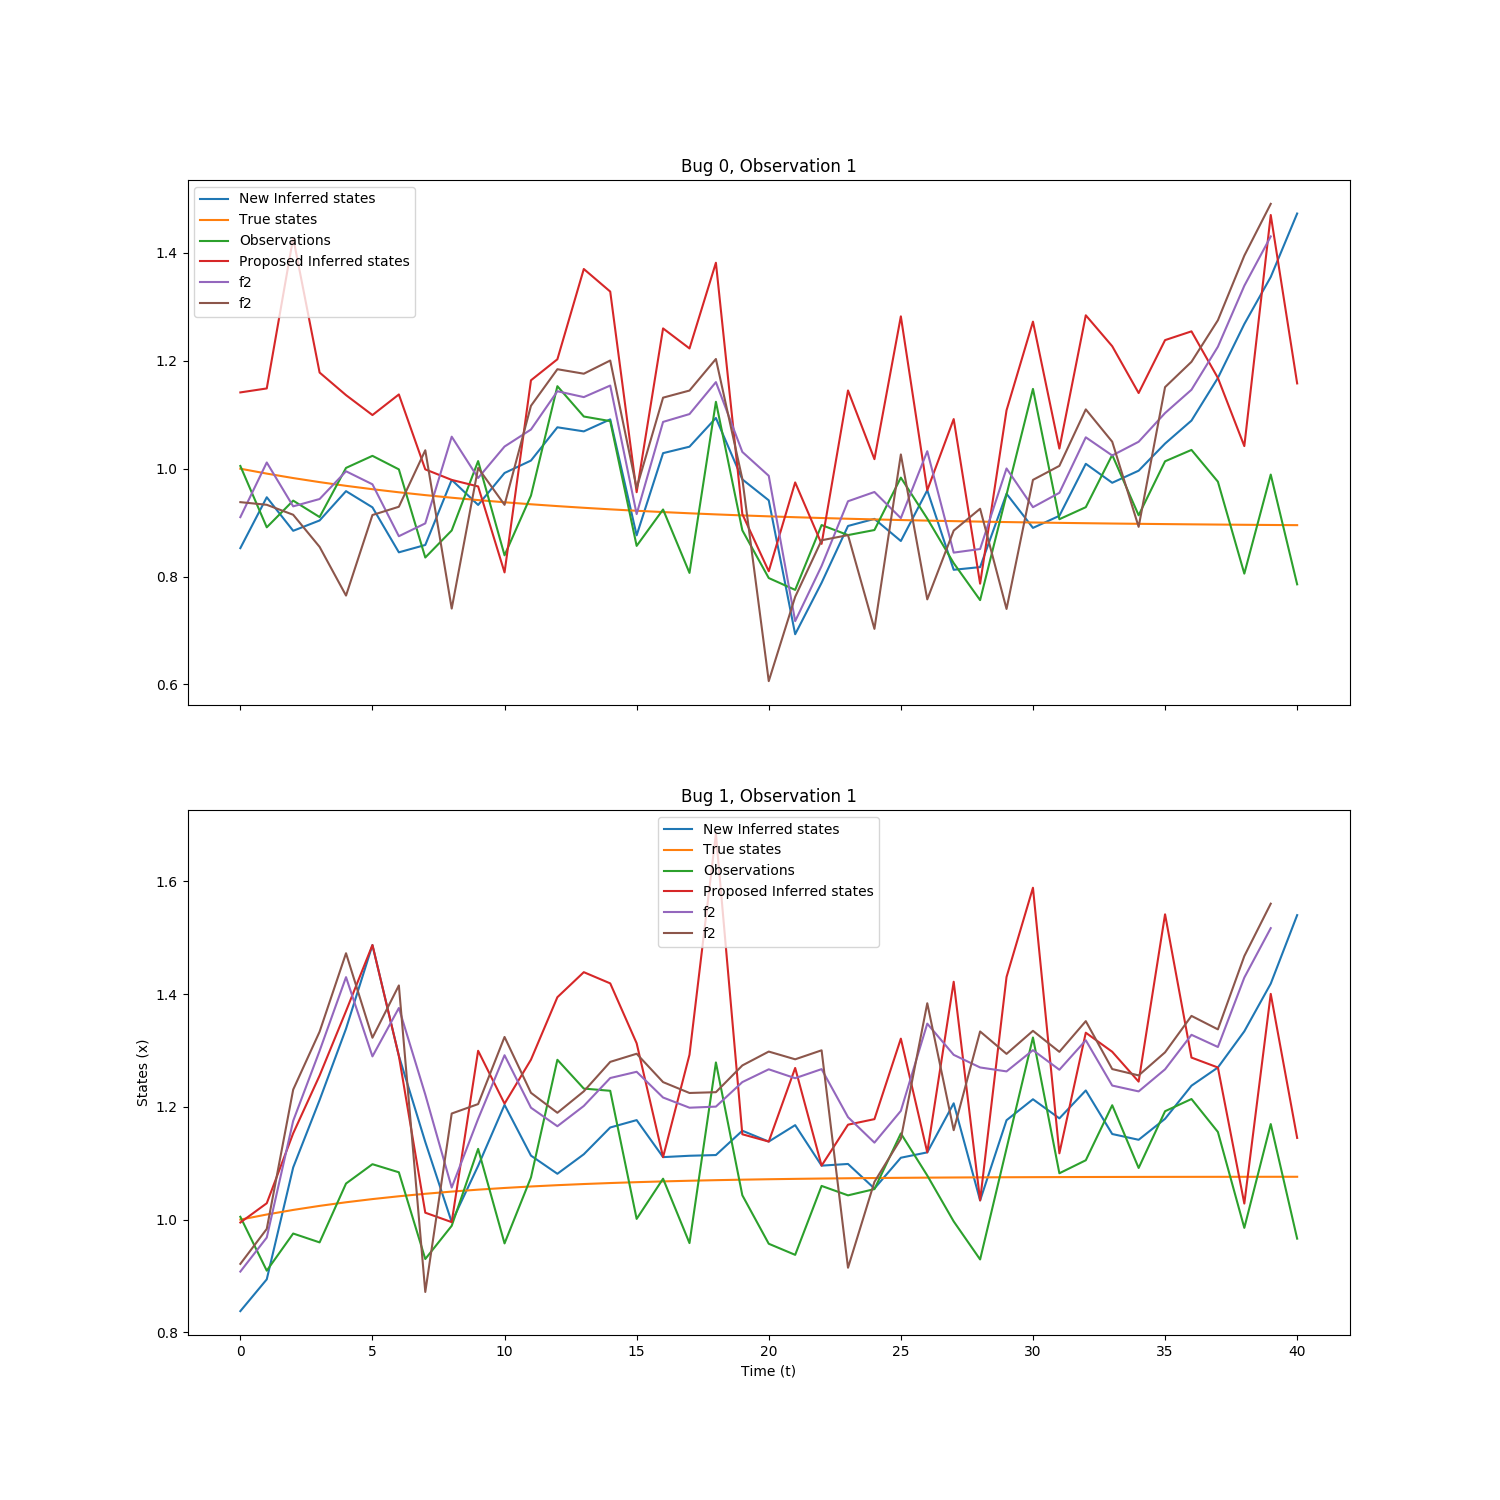 Bug 0, Observation 1
New Inferred states
True states
Observations
Proposed Inferred states
f2
f2
1.4
1.2
1.0
0.8
0.6
Bug 1, Observation 1
New Inferred states
True states
Observations
Proposed Inferred states
f2
f2
1.6
1.4
1.2
1.0
0.8
States (x)
0 5 10 15 20 25 30 35 40
Time (t)